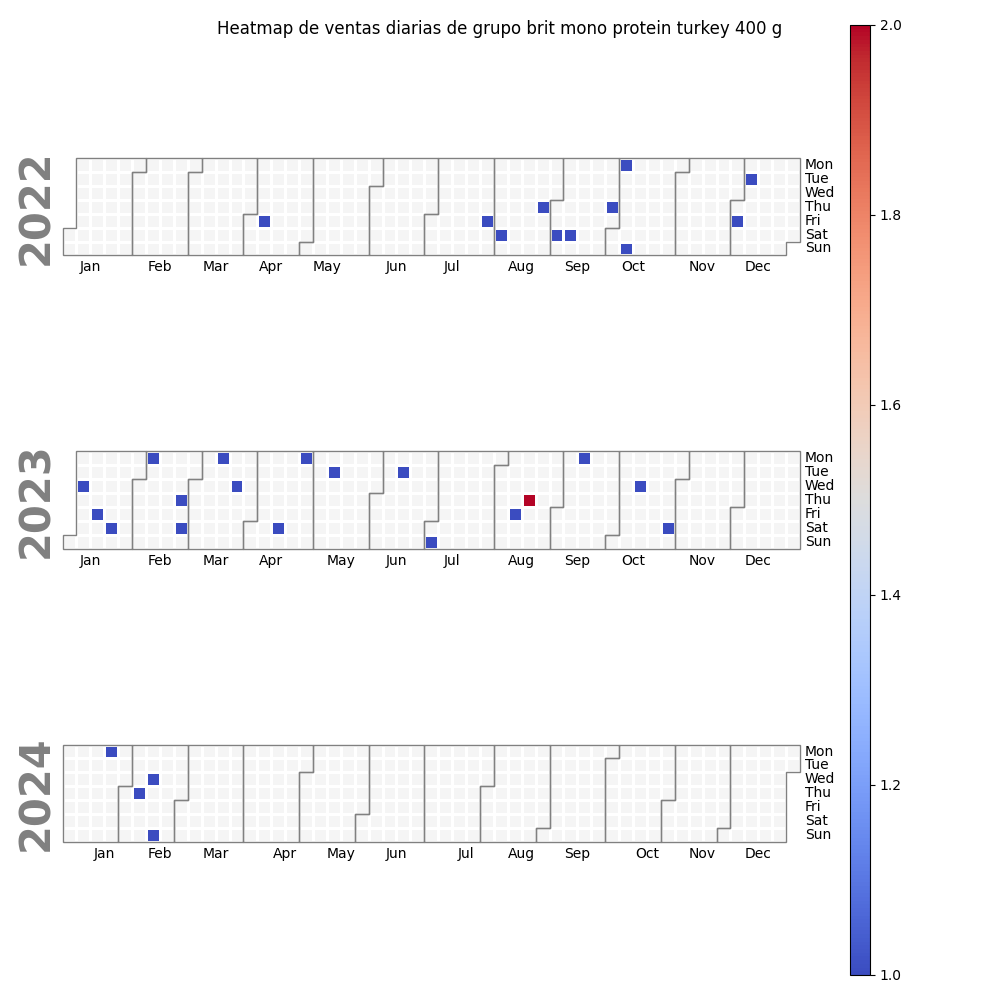 Heatmap de ventas diarias de grupo brit mono protein turkey 400 g
2022
Mon
Tue
Wed
Thu
Fri
Sat
Sun
Jan Feb Mar Apr May Jun Jul Aug Sep Oct Nov Dec
2023
Mon
Tue
Wed
Thu
Fri
Sat
Sun
Jan Feb Mar Apr May Jun Jul Aug Sep Oct Nov Dec
2024
Mon
Tue
Wed
Thu
Fri
Sat
Sun
Jan Feb Mar Apr May Jun Jul Aug Sep Oct Nov Dec
2.0
1.8
1.6
1.4
1.2
1.0